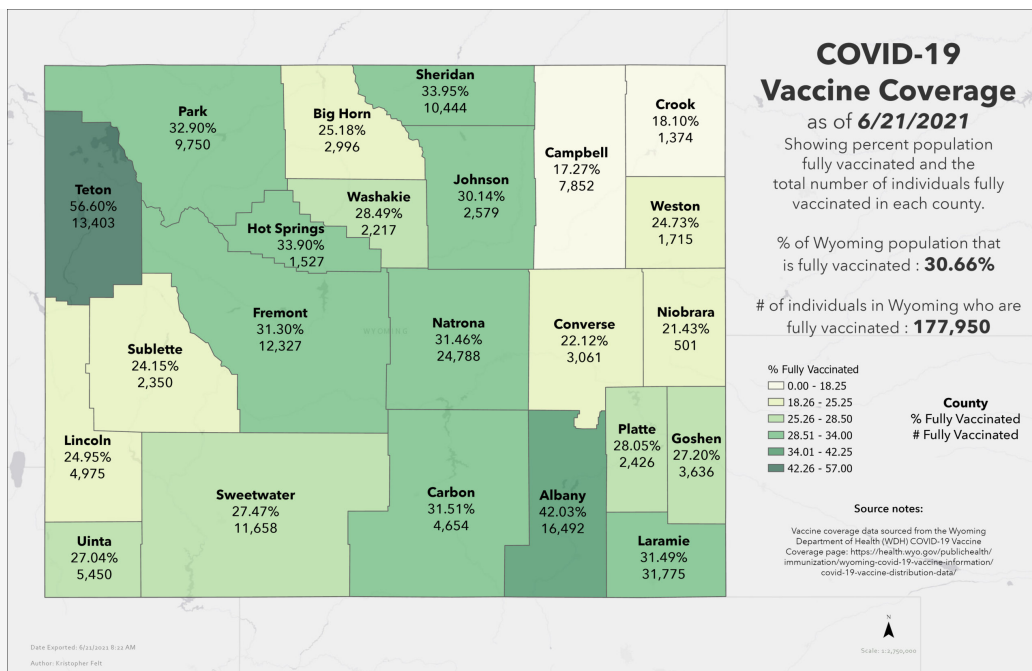 COVID-19
Vaccine Coverage
as of 6/21/2021
Showing percent population
fully vaccinated and the
total number of individuals fully
vaccinated in each county.
% of Wyoming population that
is fully vaccinated : 30.66%
# of individuals in Wyoming who are
fully vaccinated : 177,950
% Fully Vaccinated
0.00 - 18.25
18.26 - 25.25
25.26 - 28.50
28.51 - 34.00
34.01 - 42.25
42.26 - 57.00
County
% Fully Vaccinated
# Fully Vaccinated
Source notes:
Vaccine coverage data sourced from the Wyoming
Department of Health (WDH) COVID-19 Vaccine
Coverage page: https://health.wyo.gov/publichealth/
immunization/wyoming-covid-19-vaccine-information/
covid-19-vaccine-distribution-data/
N
Scale: 1:2,750,000
Sheridan
33.95%
10,444
Park
32.90%
9,750
Big Horn
25.18%
2,996
Campbell
17.27%
7,852
Crook
18.10%
1,374
Teton
56.60%
13,403
Washakie
28.49%
2,217
Johnson
30.14%
2,579
Weston
24.73%
1,715
Hot Springs
33.90%
1,527
Fremont
31.30%
12,327
WYOMING
Natrona
31.46%
24,788
Converse
22.12%
3,061
Niobrara
21.43%
501
Sublette
24.15%
2,350
Lincoln
24.95%
4,975
Platte
28.05%
2,426
Goshen
27.20%
3,636
Sweetwater
27.47%
11,658
Carbon
31.51%
4,654
Albany
42.03%
16,492
Uinta
27.04%
5,450
Laramie
31.49%
31,775
Date Exported: 6/21/2021 8:22 AM
Author: Kristopher Felt